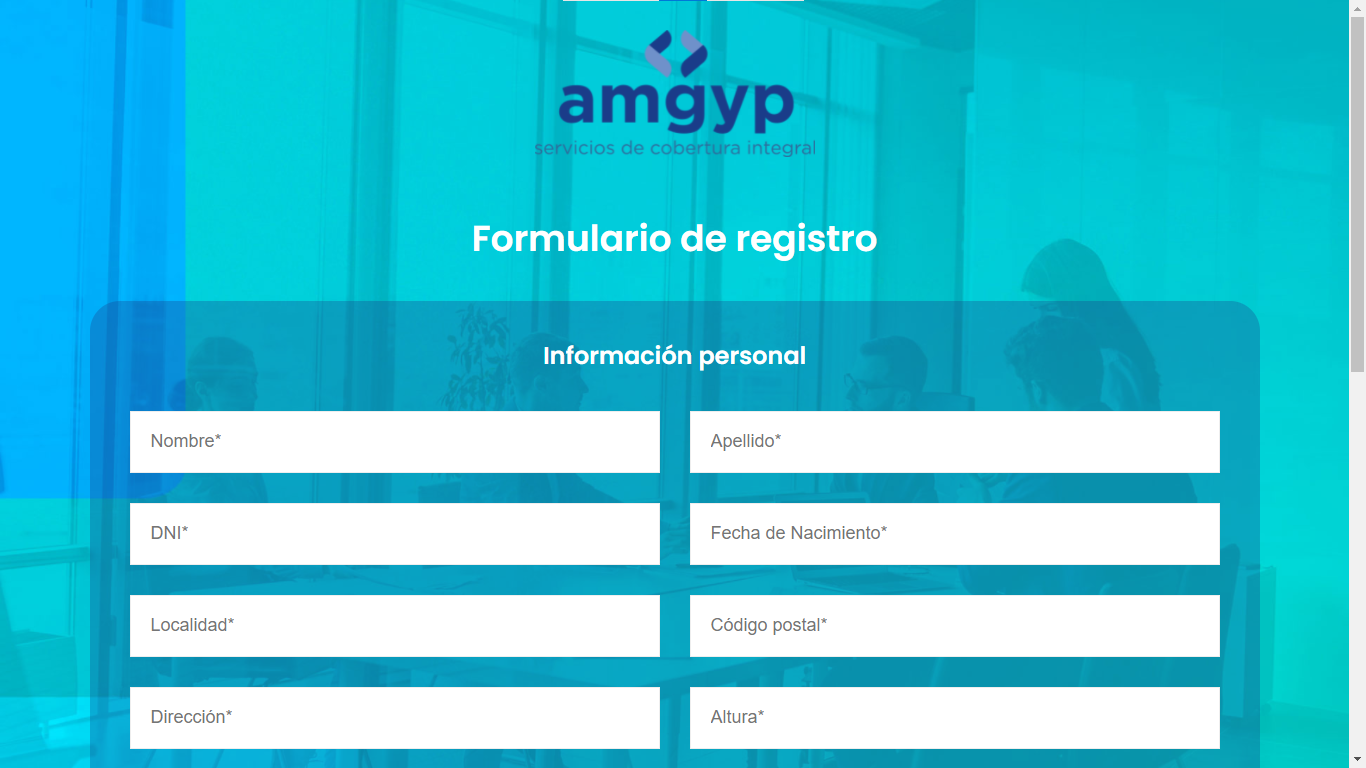 amgyp
servicios de cobertura integral
Formulario de registro
Información personal
Nombre*
Apellido*
DNI*
Fecha de Nacimiento*
Localidad*
Código postal*
Dirección*
Altura*